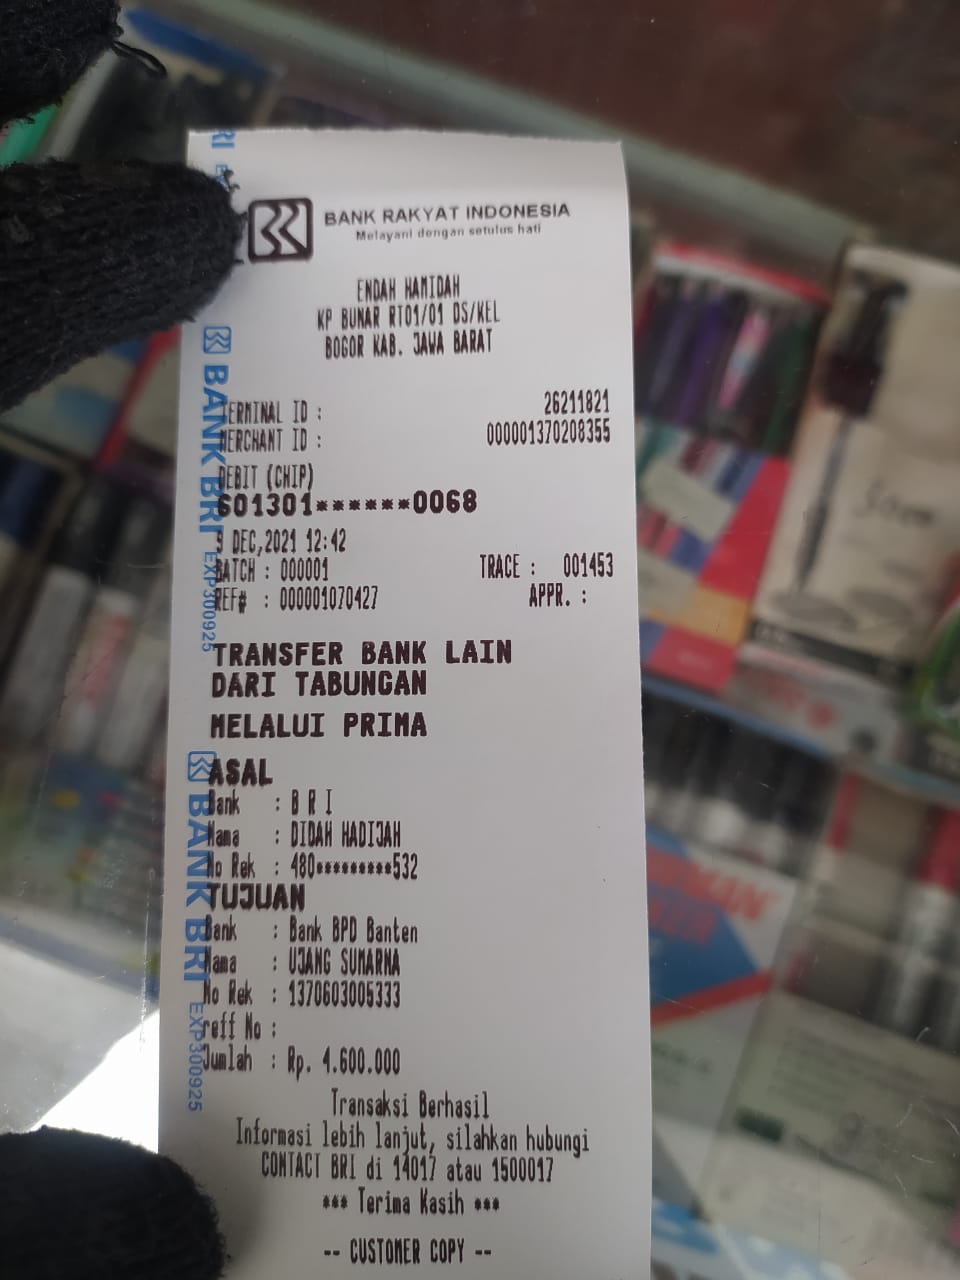 BANK RAKYAT INDONESIA
Melayani dengan setulus hati
ENDAH HAMIDAH
KP BUNAR RT01/01 DS/KEL
BOGOR KAB. JAWA BARAT
TERMINAL ID : 26211821
MERCHANT ID : 000001370208355
DEBIT (CHIP)
601301******0068
9 DEC,2021 12:42
BATCH : 000001 TRACE : 001453
REF# : 000001070427 APPR. :
TRANSFER BANK LAIN
DARI TABUNGAN
MELALUI PRIMA
ASAL
Bank : B R I
Nama : DIDAH HADIJAH
No Rek : 480*********532
TUJUAN
Bank : Bank BPD Banten
Nama : UJANG SUMARNA
No Rek : 1370603005333
reff No :
Jumlah : Rp. 4.600.000
Transaksi Berhasil
Informasi lebih lanjut, silahkan hubungi
CONTACT BRI di 14017 atau 1500017
*** Terima Kasih ***
-- CUSTOMER COPY --
BANK BRI EXP300925
BANK BRI EXP300925